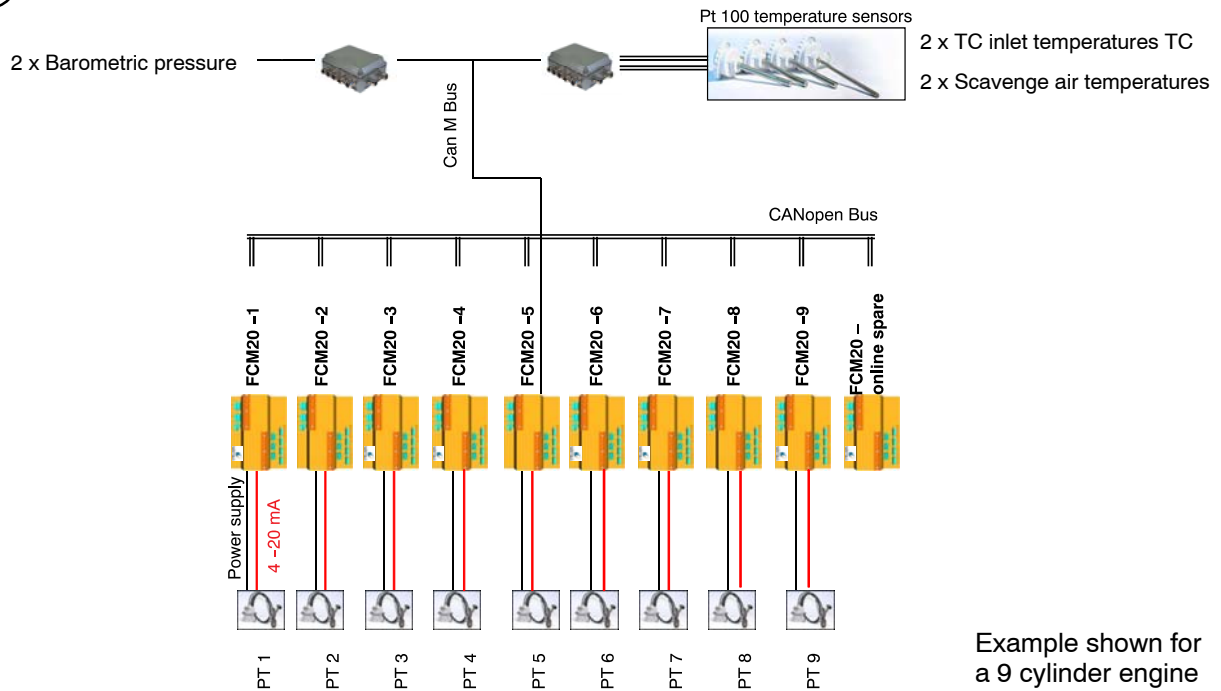 Pt 100 temperature sensors
2 x Barometric pressure
2 x TC inlet temperatures TC
2 x Scavenge air temperatures
Can M Bus
CANopen Bus
FCM20 –1
FCM20 –2
FCM20 –3
FCM20 –4
FCM20 –5
FCM20 –6
FCM20 –7
FCM20 –8
FCM20 –9
FCM20 –
online spare
Power supply
4 –20 mA
PT 1
PT 2
PT 3
PT 4
PT 5
PT 6
PT 7
PT 8
PT 9
Example shown for
a 9 cylinder engine